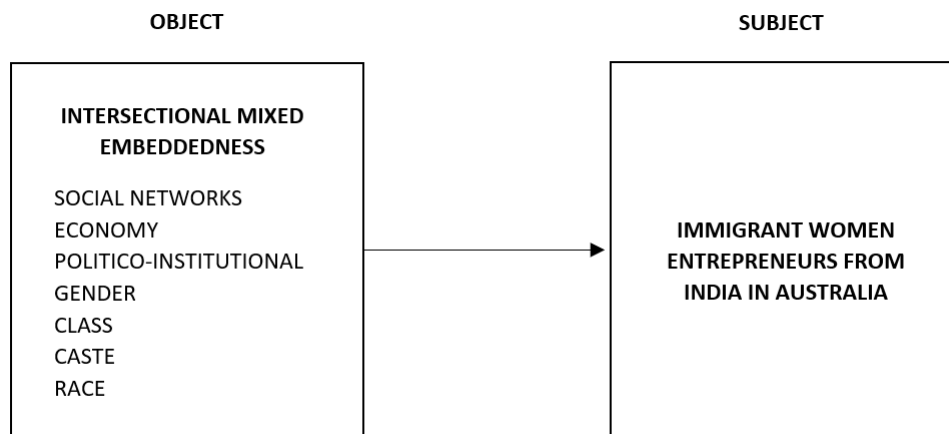 OBJECT
SUBJECT
INTERSECTIONAL MIXED
EMBEDDEDNESS
SOCIAL NETWORKS
ECONOMY
POLITICO-INSTITUTIONAL
GENDER
CLASS
CASTE
RACE
IMMIGRANT WOMEN
ENTREPRENEURS FROM
INDIA IN AUSTRALIA